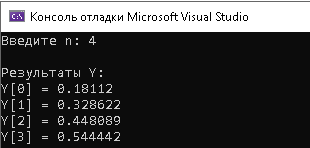 Консоль отладки Microsoft Visual Studio
Введите n: 4
Результаты Y:
Y[0] = 0.18112
Y[1] = 0.328622
Y[2] = 0.448089
Y[3] = 0.544442